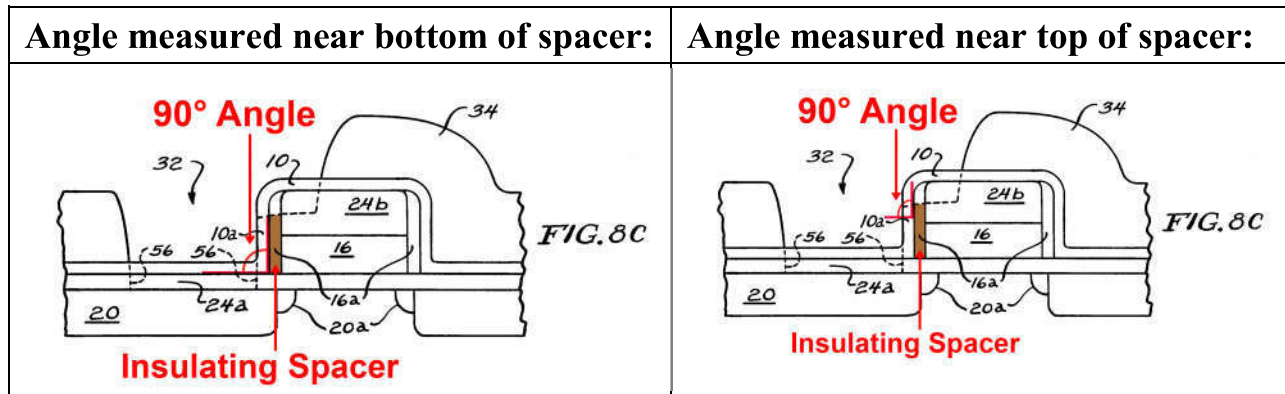 Angle measured near bottom of spacer:
Angle measured near top of spacer:
90° Angle
34
32
10
24b
10a
16
FIG. 8C
56
56
16a
24a
20
20a
Insulating Spacer
90° Angle
34
32
10
24b
10a
16
FIG. 8C
56
56
16a
24a
20
20a
Insulating Spacer